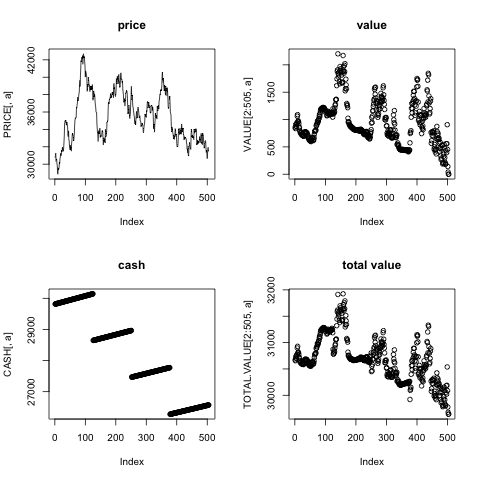 price
value
PRICE[, a]
30000
36000
42000
0
100
200
300
400
500
Index
VALUE[2:505, a]
0
500
1500
0
100
200
300
400
500
Index
cash
total value
CASH[, a]
27000
29000
0
100
200
300
400
500
Index
TOTAL.VALUE[2:505, a]
30000
31000
32000
0
100
200
300
400
500
Index